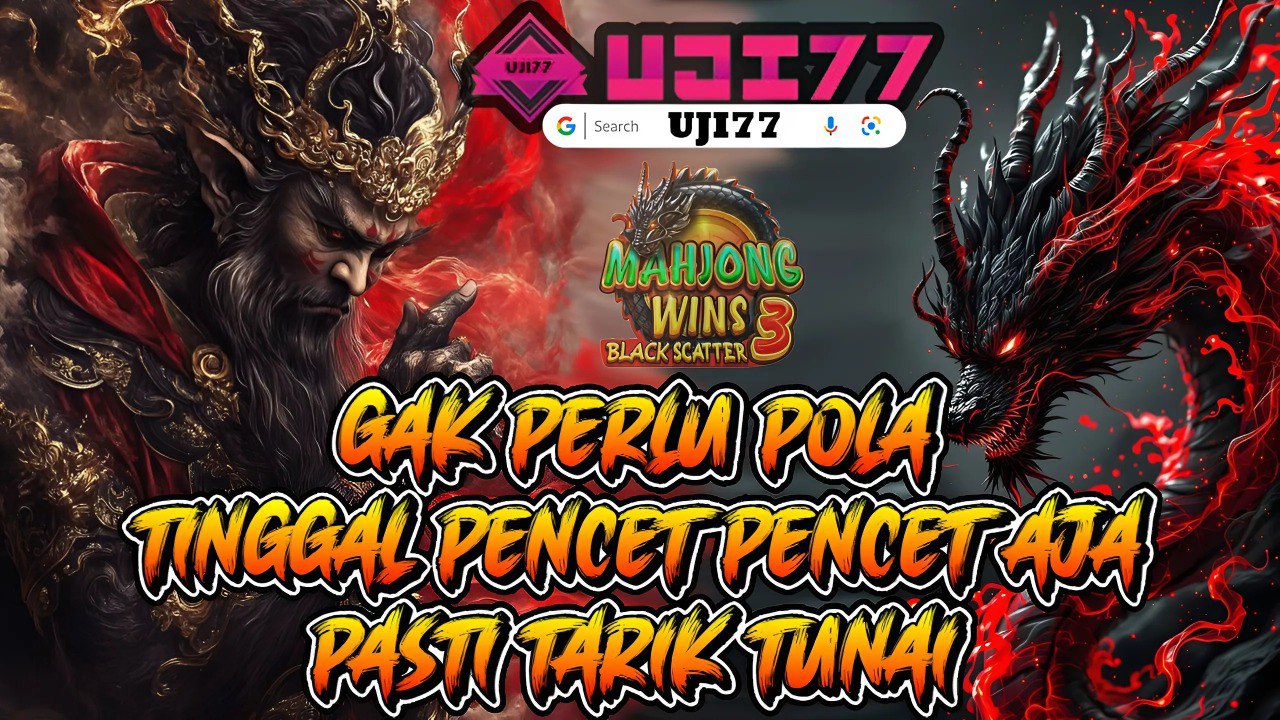 UJI77
UJI77
Search UJI77
MAHJONG
WINS 3
BLACK SCATTER
GAK PERLU POLA
TINGGAL PENCET PENCET AJA
PASTI TARIK TUNAI